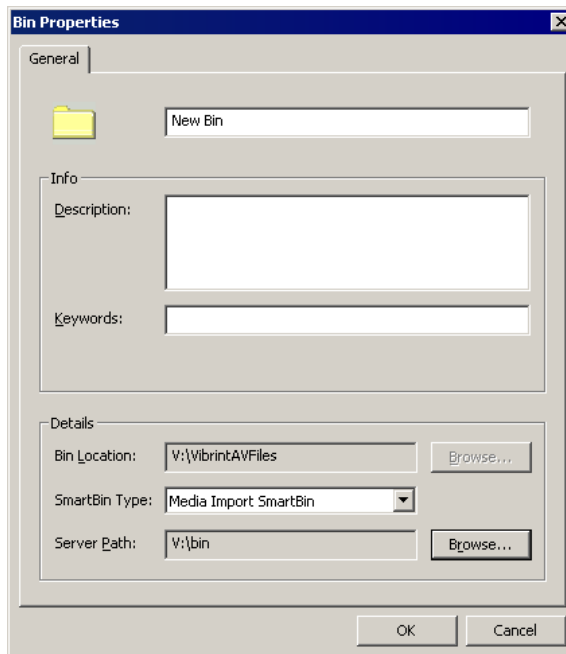 Bin Properties
General
New Bin
Info
Description:
Keywords:
Details
Bin Location: V:\VibrintAVFiles Browse...
SmartBin Type: Media Import SmartBin
Server Path: V:\bin Browse...
OK Cancel